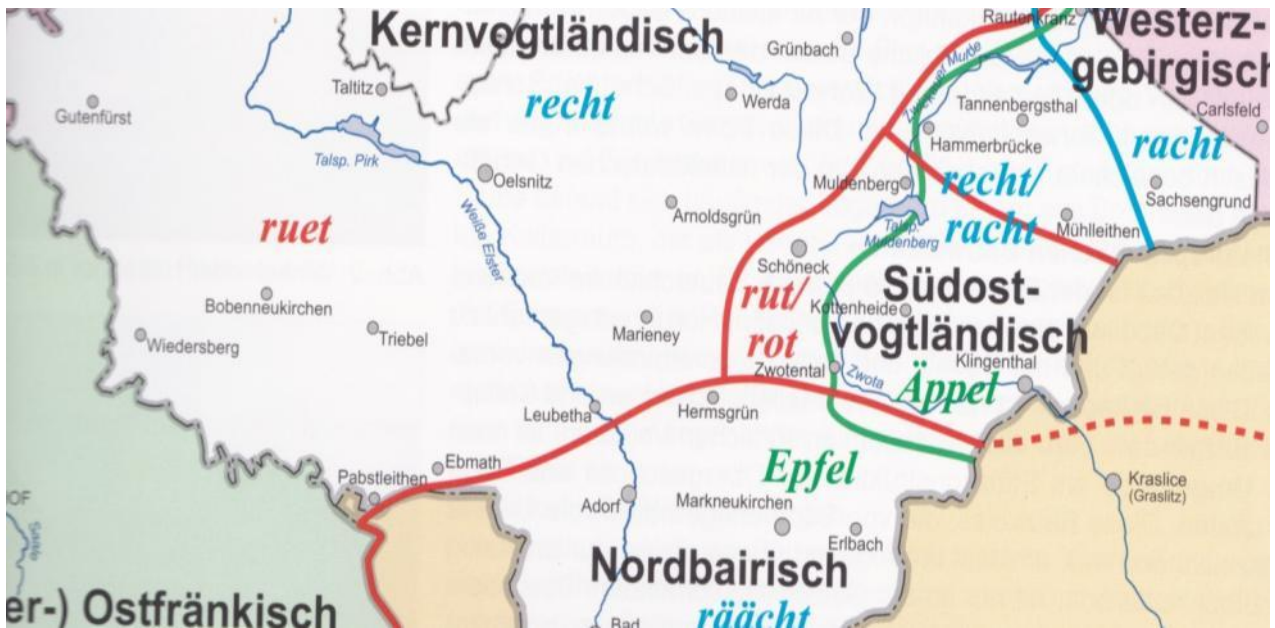 Rautenkranz
Westerz-
gebirgisch
Kernvogtländisch
Grünbach
Zwickauer Mulde
Taltitz
Werda
Tannenbergsthal
Carlsfeld
Gutenfürst
recht
Hammerbrücke
racht
Talsp. Pirk
Oelsnitz
Muldenberg
recht/
racht
Sachsengrund
Weiße Elster
Arnoldsgrün
Talsp.
Muldenberg
Mühlleithen
ruet
Schöneck
Südost-
vogtländisch
Bobenneukirchen
rut/
rot
Kottenheide
Wiedersberg
Triebel
Marieney
Klingenthal
Zwotental
Zwota
Äppel
Leubetha
Hermsgrün
Ebmath
Epfel
Pabstleithen
Kraslice
(Graslitz)
OF
Saale
Adorf
Markneukirchen
Erlbach
Nordbairisch
er-) Ostfränkisch
räächt
Bad